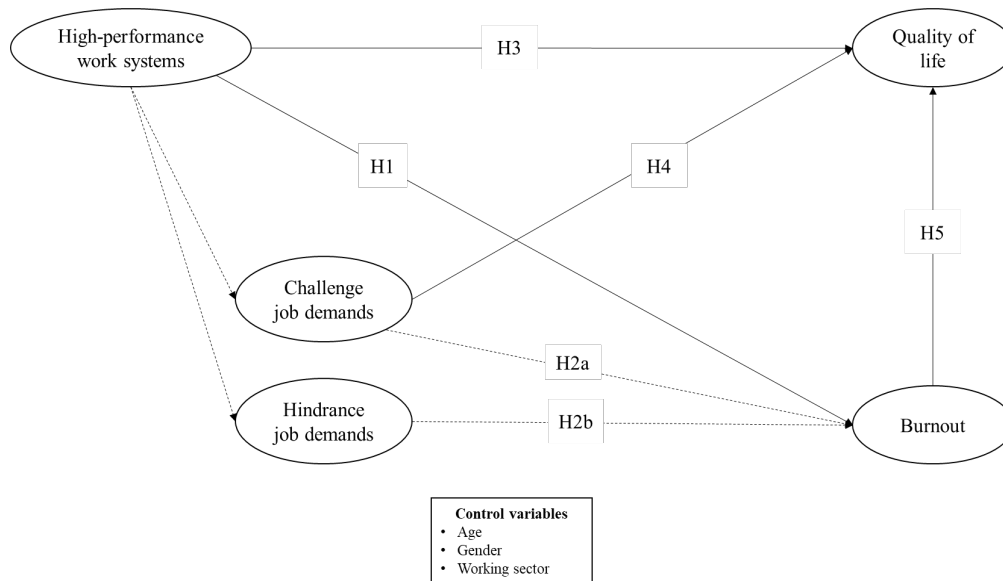 High-performance
work systems
H3
Quality of
life
H1
H4
H5
Challenge
job demands
H2a
Hindrance
job demands
H2b
Burnout
Control variables
• Age
• Gender
• Working sector